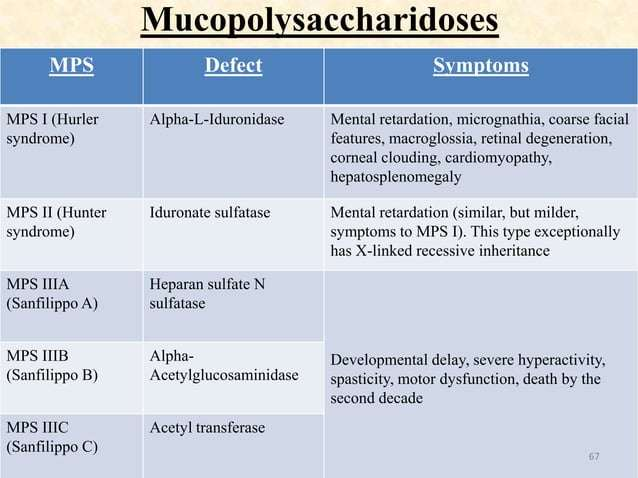 Mucopolysaccharidoses
MPS
Defect
Symptoms
MPS I (Hurler
syndrome)
Alpha-L-Iduronidase
Mental retardation, micrognathia, coarse facial
features, macroglossia, retinal degeneration,
corneal clouding, cardiomyopathy,
hepatosplenomegaly
MPS II (Hunter
syndrome)
Iduronate sulfatase
Mental retardation (similar, but milder,
symptoms to MPS I). This type exceptionally
has X-linked recessive inheritance
MPS IIIA
(Sanfilippo A)
Heparan sulfate N
sulfatase
MPS IIIB
(Sanfilippo B)
Alpha-
Acetylglucosaminidase
Developmental delay, severe hyperactivity,
spasticity, motor dysfunction, death by the
second decade
MPS IIIC
(Sanfilippo C)
Acetyl transferase
67